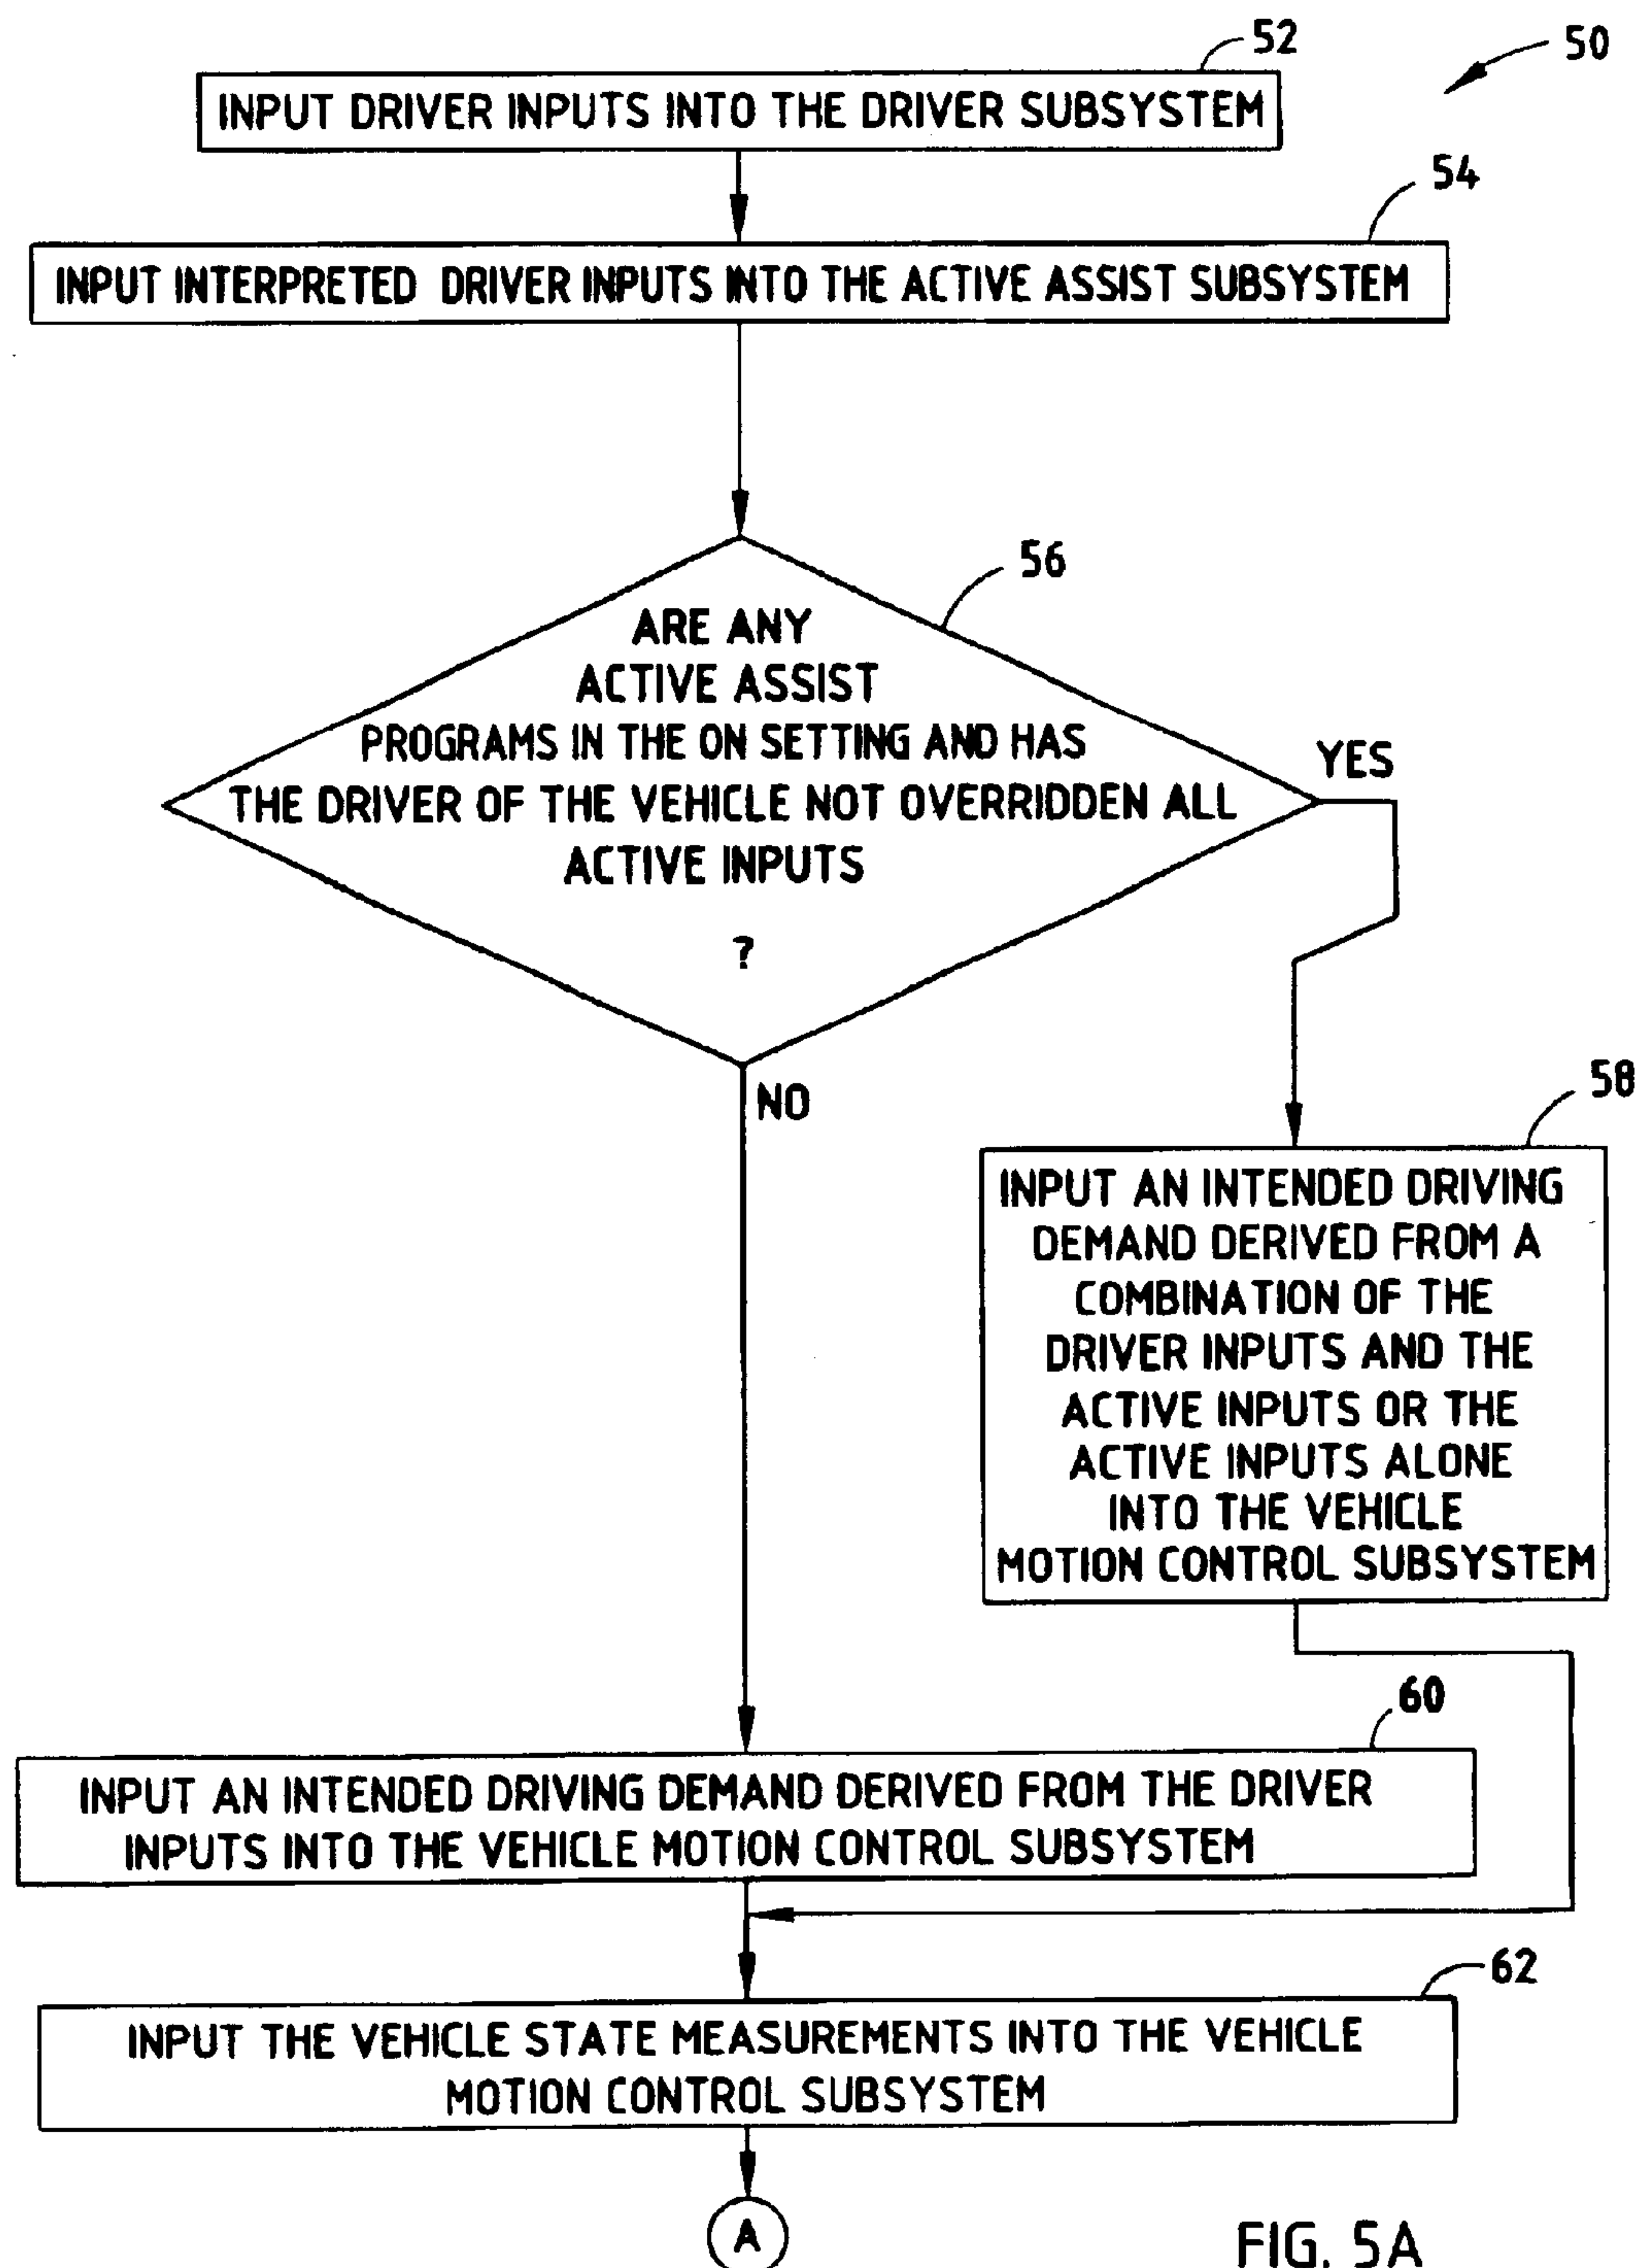 52
50
INPUT DRIVER INPUTS INTO THE DRIVER SUBSYSTEM
54
INPUT INTERPRETED DRIVER INPUTS INTO THE ACTIVE ASSIST SUBSYSTEM
56
ARE ANY
ACTIVE ASSIST
PROGRAMS IN THE ON SETTING AND HAS
THE DRIVER OF THE VEHICLE NOT OVERRIDDEN ALL
ACTIVE INPUTS
?
YES
NO
58
INPUT AN INTENDED DRIVING
DEMAND DERIVED FROM A
COMBINATION OF THE
DRIVER INPUTS AND THE
ACTIVE INPUTS OR THE
ACTIVE INPUTS ALONE
INTO THE VEHICLE
MOTION CONTROL SUBSYSTEM
60
INPUT AN INTENDED DRIVING DEMAND DERIVED FROM THE DRIVER
INPUTS INTO THE VEHICLE MOTION CONTROL SUBSYSTEM
62
INPUT THE VEHICLE STATE MEASUREMENTS INTO THE VEHICLE
MOTION CONTROL SUBSYSTEM
A
FIG. 5A